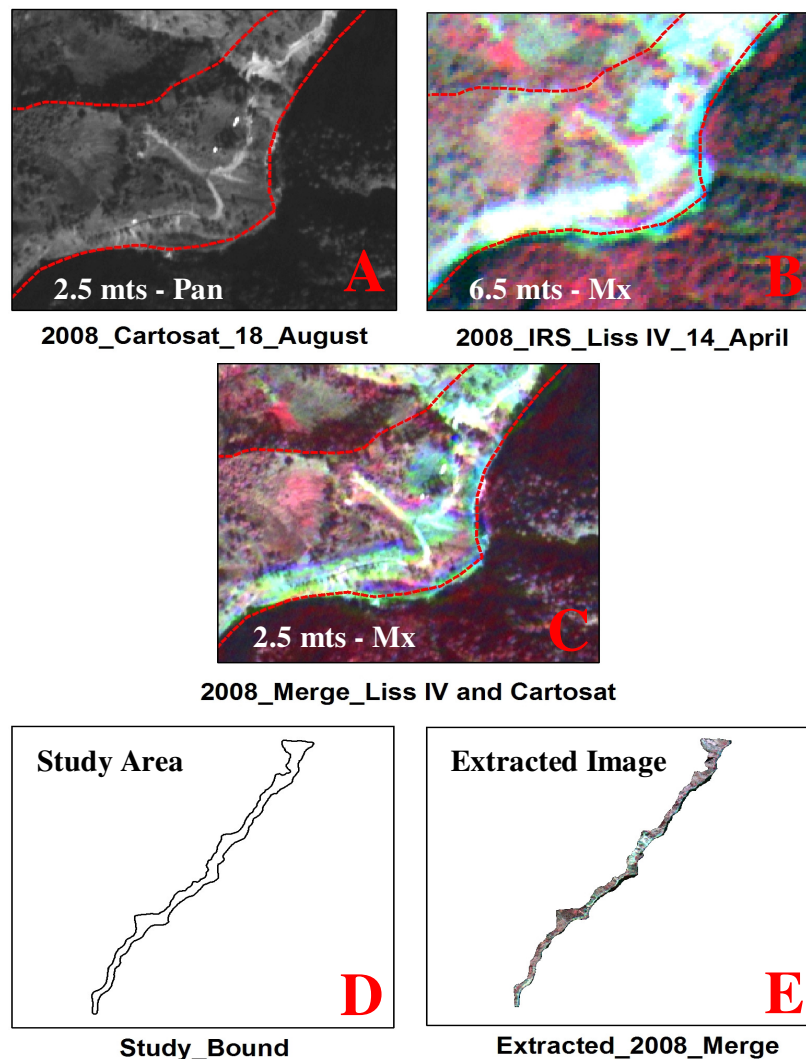 A
2.5 mts - Pan
2008_Cartosat_18_August
B
6.5 mts - Mx
2008_IRS_Liss IV_14_April
C
2.5 mts - Mx
2008_Merge_Liss IV and Cartosat
Study Area
D
Study_Bound
Extracted Image
E
Extracted_2008_Merge